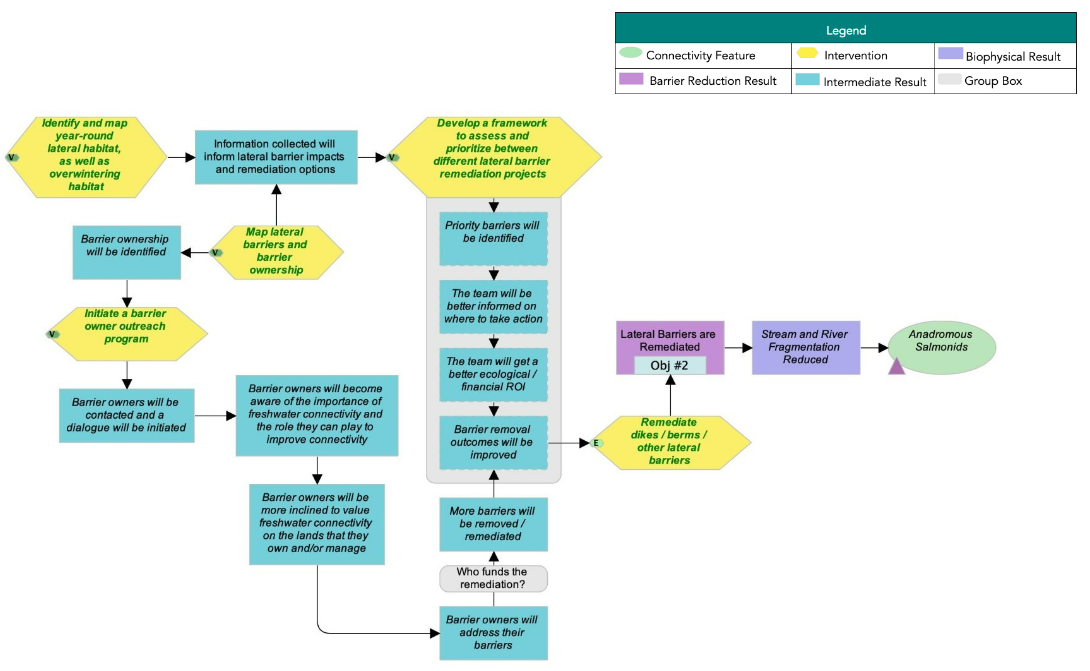 Legend
Connectivity Feature
Intervention
Biophysical Result
Barrier Reduction Result
Intermediate Result
Group Box
Identify and map
year-round
lateral habitat,
as well as
overwintering
habitat
V
Information collected will
inform lateral barrier impacts
and remediation options
Develop a framework
to assess and
prioritize between
different lateral barrier
remediation projects
V
Barrier ownership
will be identified
Map lateral
barriers and
barrier
ownership
V
Priority barriers will
be identified
The team will be
better informed on
where to take action
Initiate a barrier
owner outreach
program
V
The team will get a
better ecological /
financial ROI
Lateral Barriers are
Remediated
Obj #2
Stream and River
Fragmentation
Reduced
Anadromous
Salmonids
Barrier owners will be
contacted and a
dialogue will be initiated
Barrier owners will become
aware of the importance of
freshwater connectivity and
the role they can play to
improve connectivity
Barrier removal
outcomes will be
improved
Remediate
dikes / berms /
other lateral
barriers
E
Barrier owners will be
more inclined to value
freshwater connectivity
on the lands that they
own and/or manage
More barriers will
be removed /
remediated
Who funds the
remediation?
Barrier owners will
address their
barriers